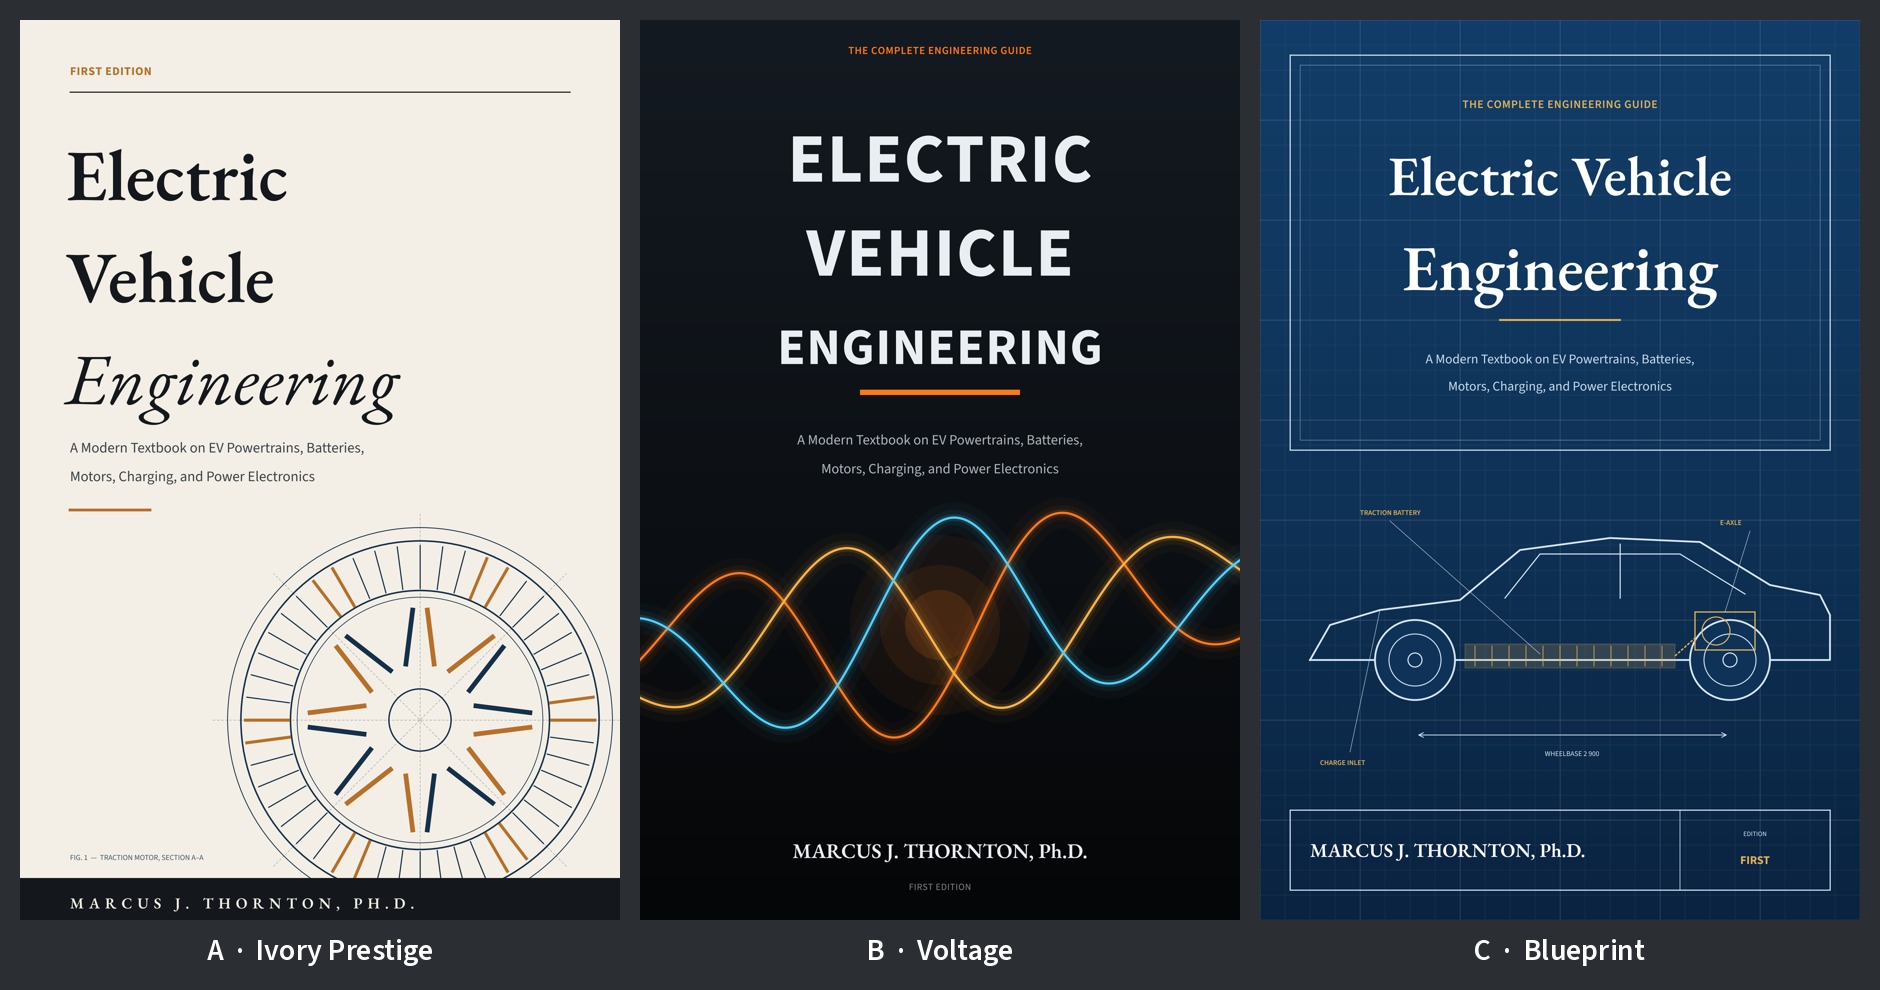 FIRST EDITION
Electric
Vehicle
Engineering
A Modern Textbook on EV Powertrains, Batteries,
Motors, Charging, and Power Electronics
FIG. 1 — TRACTION MOTOR, SECTION A–A
MARCUS J. THORNTON, PH.D.
A · Ivory Prestige
THE COMPLETE ENGINEERING GUIDE
ELECTRIC
VEHICLE
ENGINEERING
A Modern Textbook on EV Powertrains, Batteries,
Motors, Charging, and Power Electronics
MARCUS J. THORNTON, Ph.D.
FIRST EDITION
B · Voltage
THE COMPLETE ENGINEERING GUIDE
Electric Vehicle
Engineering
A Modern Textbook on EV Powertrains, Batteries,
Motors, Charging, and Power Electronics
TRACTION BATTERY
E-AXLE
WHEELBASE 2 900
CHARGE INLET
MARCUS J. THORNTON, Ph.D.
EDITION
FIRST
C · Blueprint